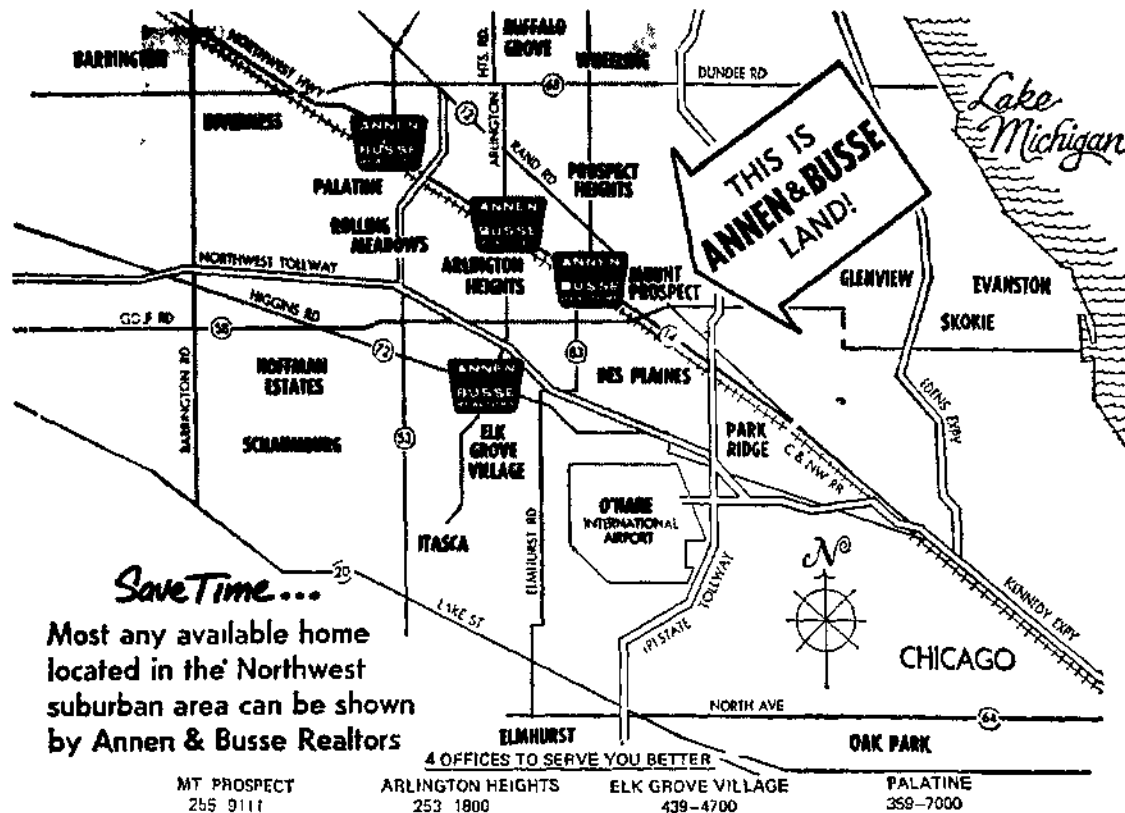 BARRINGTON
NORTHWEST HWY
HTS. RD.
BUFFALO
GROVE
WHEELING
DUNDEE RD
68
Lake
Michigan
INVERNESS
ANNEN
BUSSE
12
ARLINGTON
RAND RD
THIS IS
ANNEN & BUSSE
LAND!
PALATINE
PROSPECT
HEIGHTS
ROLLING
MEADOWS
ANNEN
BUSSE
NORTHWEST TOLLWAY
ARLINGTON
HEIGHTS
ANNEN
BUSSE
MOUNT
PROSPECT
GLENVIEW
EVANSTON
SKOKIE
HIGGINS RD
GOLF RD
58
72
14
83
HOFFMAN
ESTATES
BARRINGTON RD
ANNEN
BUSSE
REALTORS
DES PLAINES
EDENS EXPY
SCHAUMBURG
53
ELK
GROVE
VILLAGE
PARK
RIDGE
C & NW RR
O'HARE
INTERNATIONAL
AIRPORT
ELMHURST RD
ITASCA
N
20
LAKE ST
TRI STATE
TOLLWAY
KENNEDY EXPY
CHICAGO
Save Time...
Most any available home
located in the Northwest
suburban area can be shown
by Annen & Busse Realtors
NORTH AVE
64
ELMHURST
OAK PARK
4 OFFICES TO SERVE YOU BETTER
MT PROSPECT
255 9111
ARLINGTON HEIGHTS
253 1800
ELK GROVE VILLAGE
439-4700
PALATINE
359-7000